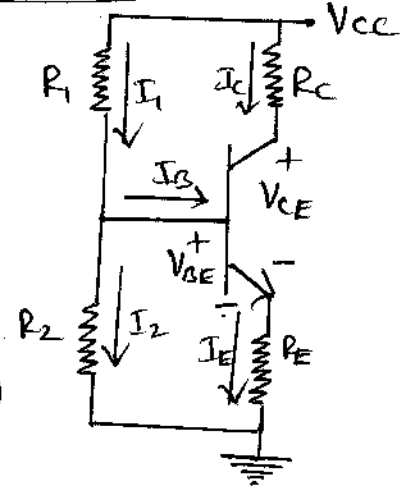 VCC
R1
I1
IC
RC
IB
+
VCE
+
VBE
-
-
R2
I2
IE
RE